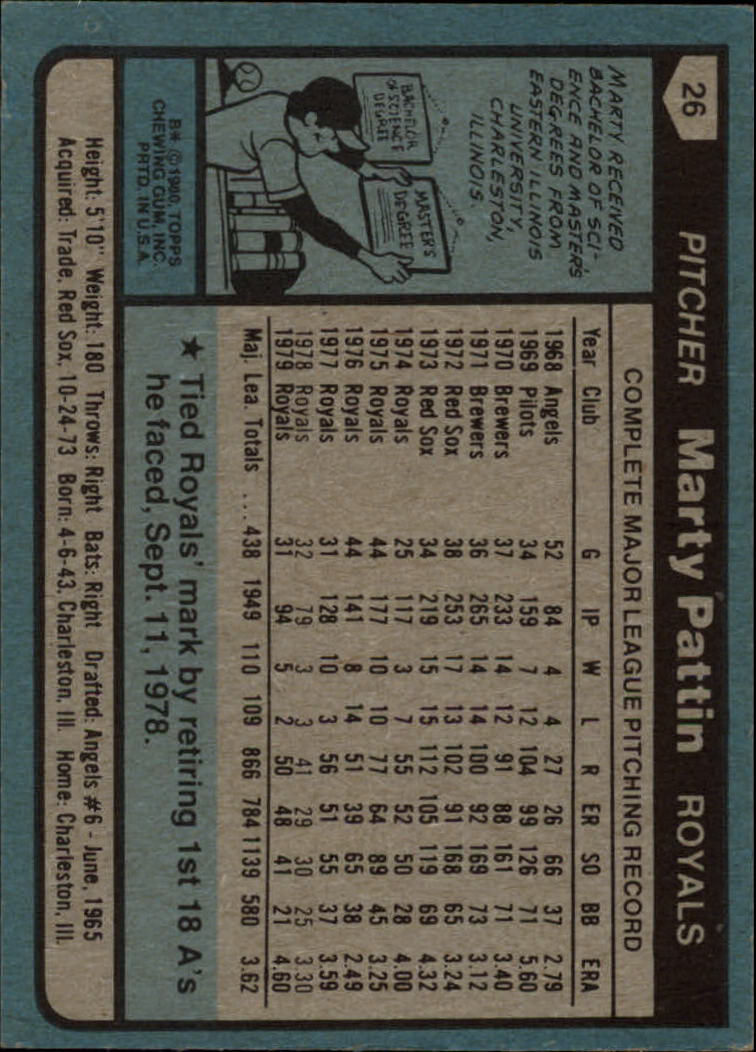 26
PITCHER Marty Pattin ROYALS
MARTY RECEIVED
BACHELOR OF SCI-
ENCE AND MASTER'S
DEGREES FROM
EASTERN ILLINOIS
UNIVERSITY,
CHARLESTON,
ILLINOIS.
BACHELOR
OF SCIENCE
DEGREE
MASTER'S
DEGREE
B* © 1980, TOPPS
CHEWING GUM, INC.
PRTD. IN U.S.A.
COMPLETE MAJOR LEAGUE PITCHING RECORD
Year Club G IP W L R ER SO BB ERA
1968 Angels 52 84 4 4 27 26 66 37 2.79
1969 Pilots 34 159 7 12 104 99 126 71 5.60
1970 Brewers 37 233 14 12 91 88 161 71 3.40
1971 Brewers 36 265 14 14 100 92 169 73 3.12
1972 Red Sox 38 253 17 13 102 91 168 65 3.24
1973 Red Sox 34 219 15 15 112 105 119 69 4.32
1974 Royals 25 117 3 7 55 52 50 28 4.00
1975 Royals 44 177 10 10 77 64 89 45 3.25
1976 Royals 44 141 8 14 51 39 65 38 2.49
1977 Royals 31 128 10 3 56 51 55 37 3.59
1978 Royals 32 79 3 3 41 29 30 25 3.30
1979 Royals 31 94 5 2 50 48 41 21 4.60
Maj. Lea. Totals ... 438 1949 110 109 866 784 1139 580 3.62
★ Tied Royals' mark by retiring 1st 18 A's
he faced, Sept. 11, 1978.
Height: 5'10" Weight: 180 Throws: Right Bats: Right Drafted: Angels #6 - June, 1965
Acquired: Trade, Red Sox, 10-24-73 Born: 4-6-43, Charleston, Ill. Home: Charleston, Ill.